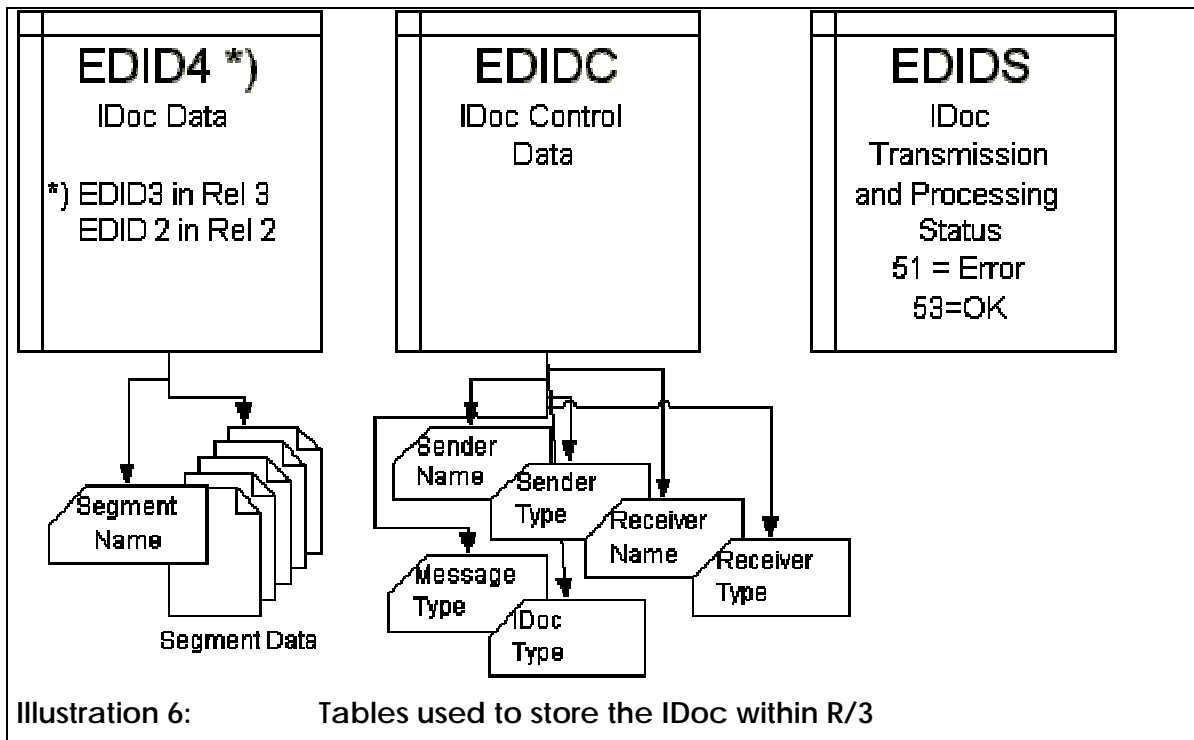 EDID4 *)
IDoc Data
*) EDID3 in Rel 3
EDID 2 in Rel 2
EDIDC
IDoc Control
Data
EDIDS
IDoc
Transmission
and Processing
Status
51 = Error
53=OK
Segment
Name
Segment Data
Sender
Name
Sender
Type
Receiver
Name
Receiver
Type
Message
Type
IDoc
Type
Illustration 6: Tables used to store the IDoc within R/3